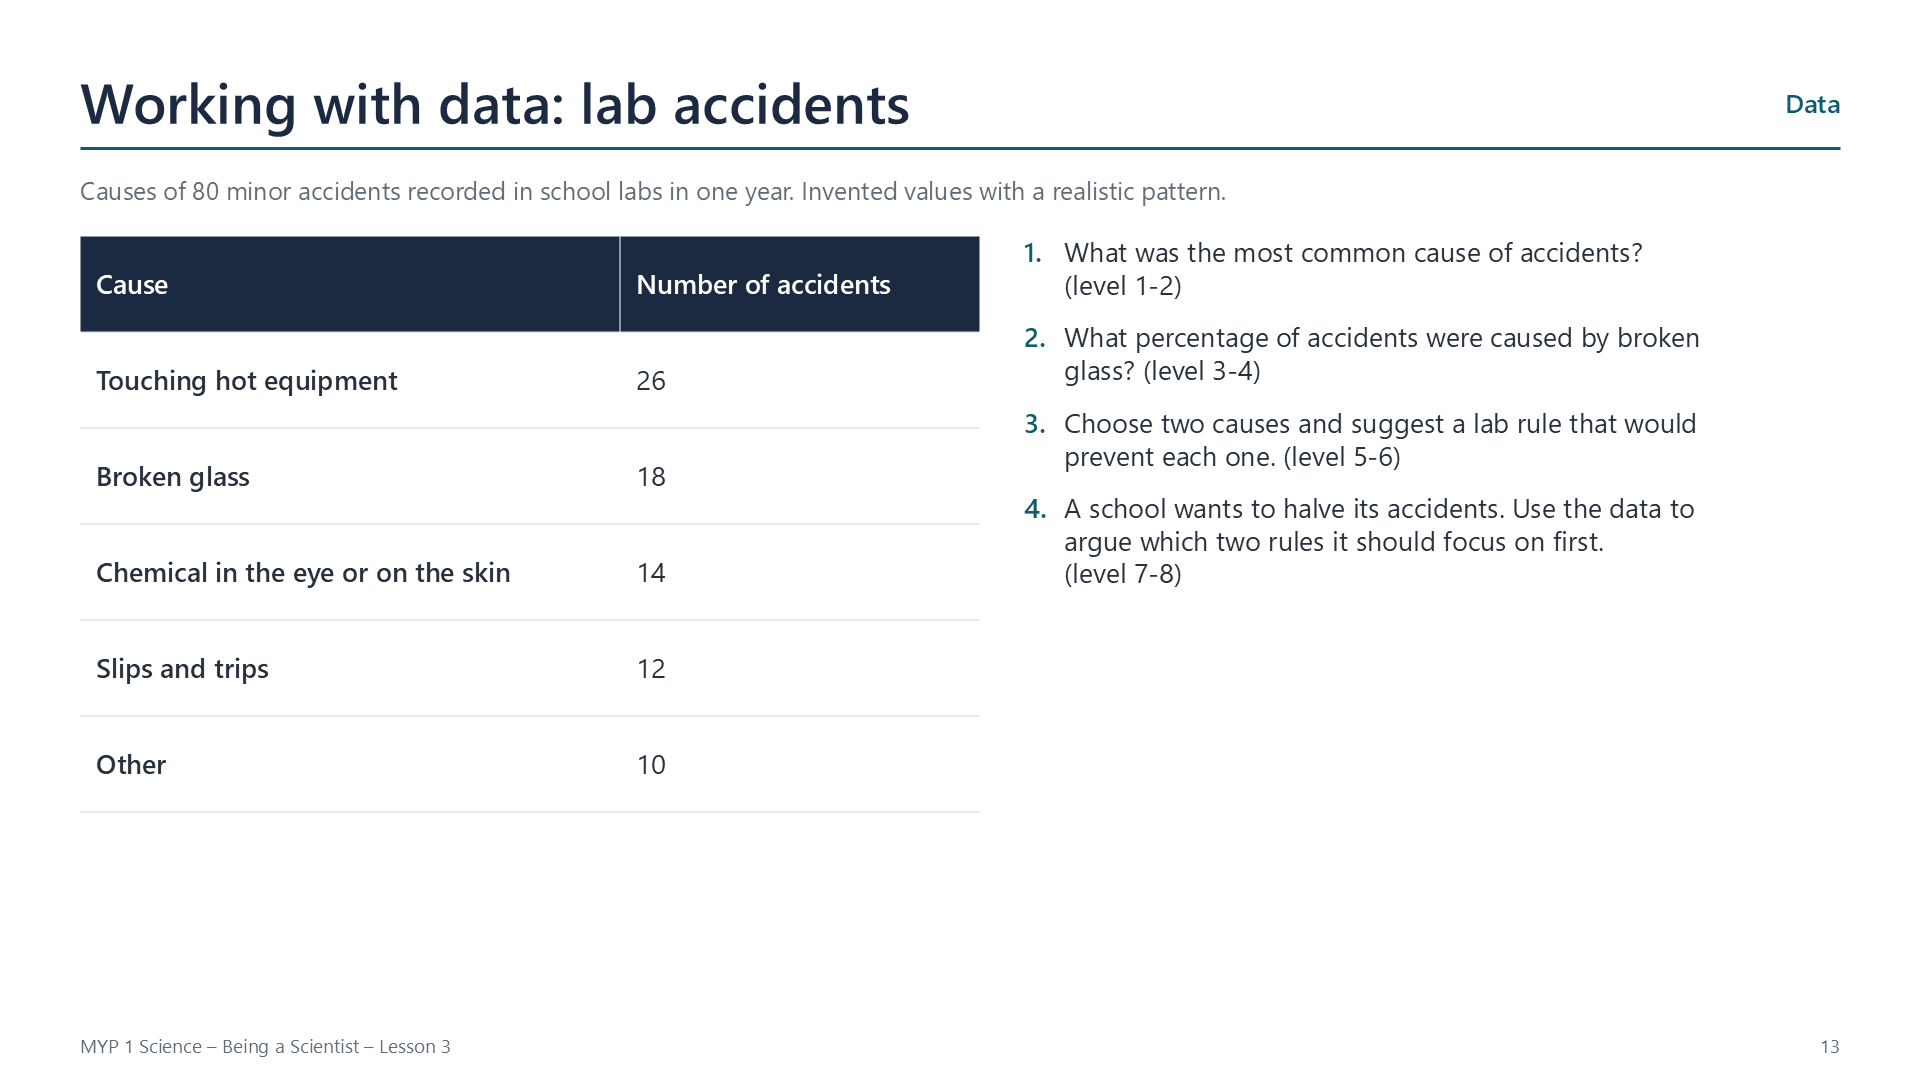 Working with data: lab accidents
Data
Causes of 80 minor accidents recorded in school labs in one year. Invented values with a realistic pattern.
Cause
Number of accidents
Touching hot equipment
26
Broken glass
18
Chemical in the eye or on the skin
14
Slips and trips
12
Other
10
1. What was the most common cause of accidents?
(level 1-2)
2. What percentage of accidents were caused by broken
glass? (level 3-4)
3. Choose two causes and suggest a lab rule that would
prevent each one. (level 5-6)
4. A school wants to halve its accidents. Use the data to
argue which two rules it should focus on first.
(level 7-8)
MYP 1 Science – Being a Scientist – Lesson 3
13